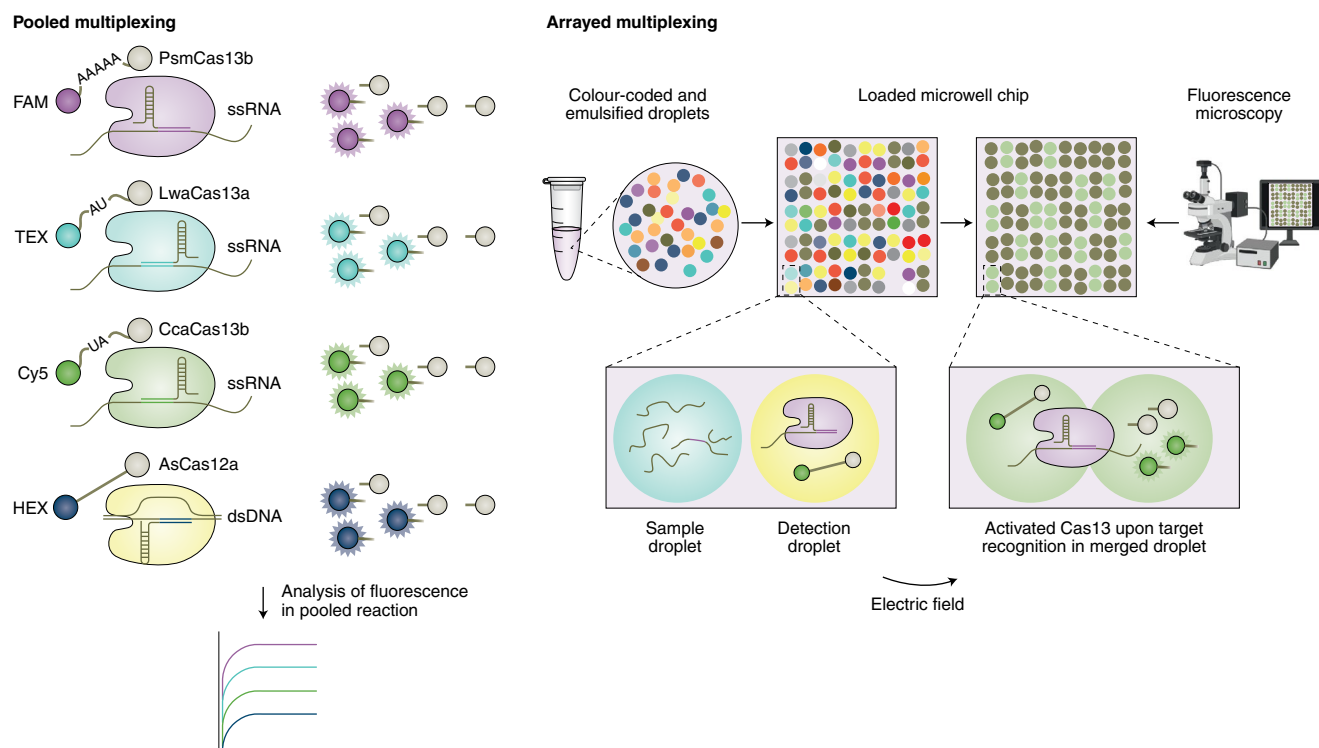 Pooled multiplexing
AAAAA
PsmCas13b
FAM
ssRNA
AU
LwaCas13a
TEX
ssRNA
UA
CcaCas13b
Cy5
ssRNA
AsCas12a
HEX
dsDNA
Analysis of fluorescence
in pooled reaction
Arrayed multiplexing
Colour-coded and
emulsified droplets
Loaded microwell chip
Fluorescence
microscopy
Sample
droplet
Detection
droplet
Activated Cas13 upon target
recognition in merged droplet
Electric field